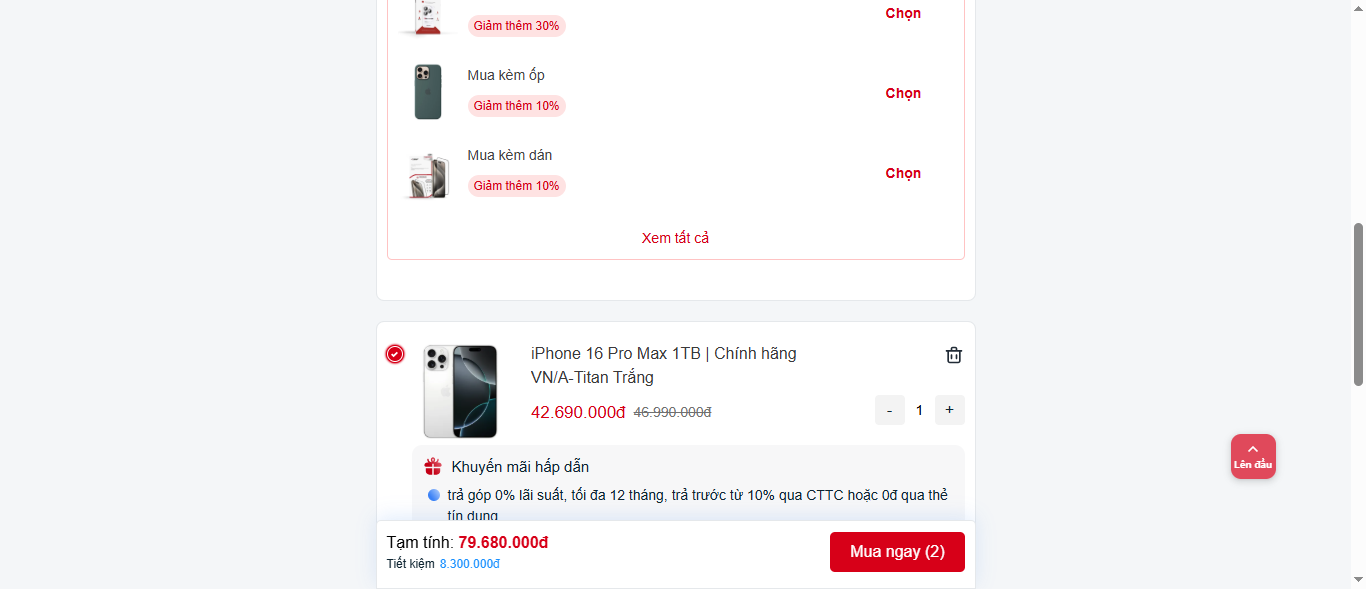 Giảm thêm 30%
Chọn
Mua kèm ốp
Giảm thêm 10%
Chọn
Mua kèm dán
Giảm thêm 10%
Chọn
Xem tất cả
iPhone 16 Pro Max 1TB | Chính hãng
VN/A-Titan Trắng
42.690.000đ 46.990.000đ
- 1 +
Khuyến mãi hấp dẫn
trả góp 0% lãi suất, tối đa 12 tháng, trả trước từ 10% qua CTTC hoặc 0đ qua thẻ
tín dụng
Lên đầu
Tạm tính: 79.680.000đ
Tiết kiệm 8.300.000đ
Mua ngay (2)